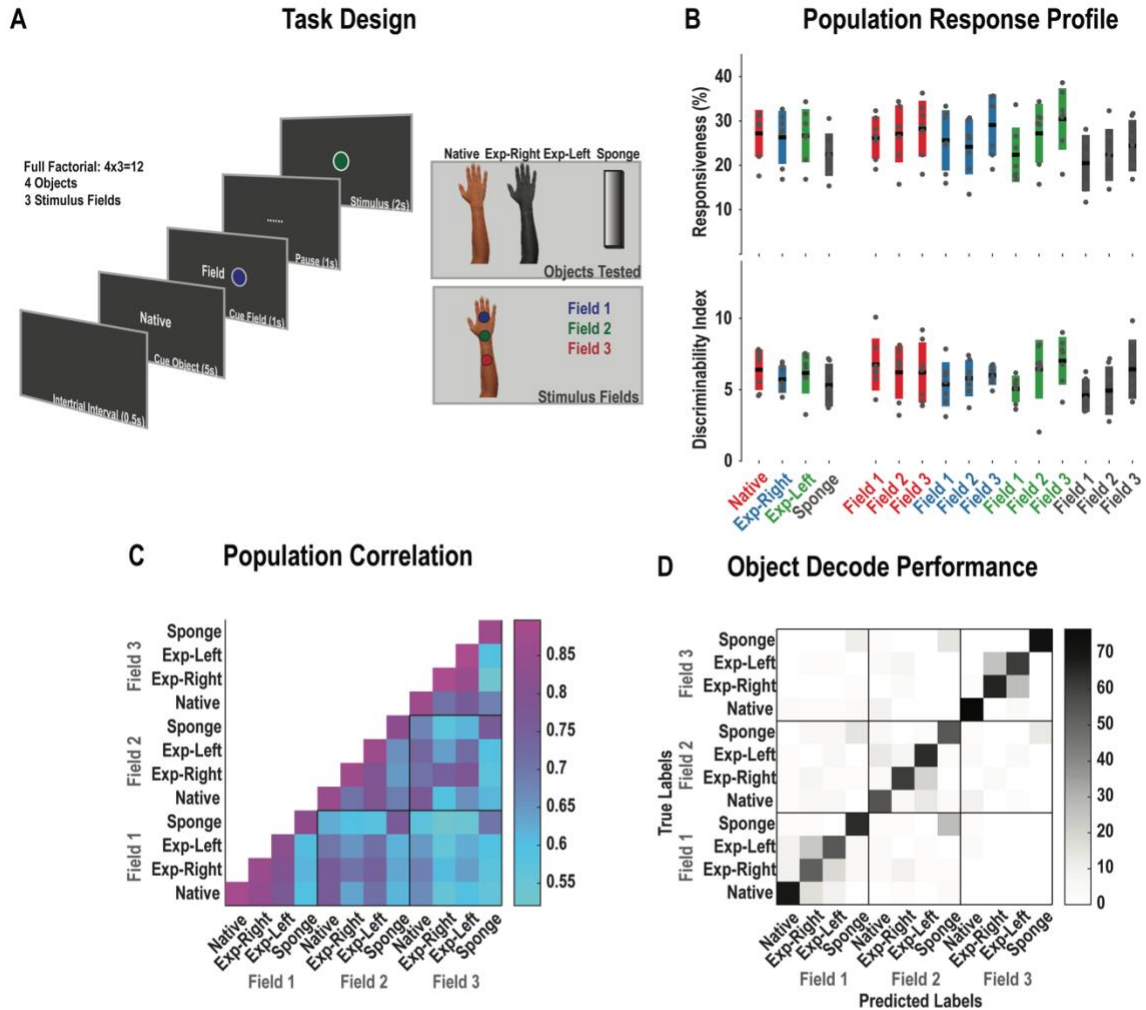 A
Task Design
Full Factorial: 4x3=12
4 Objects
3 Stimulus Fields
Intertrial Interval (0.5s)
Native
Cue Object (5s)
Field
Cue Field (1s)
......
Pause (1s)
Stimulus (2s)
Native Exp-Right Exp-Left Sponge
Objects Tested
Field 1
Field 2
Field 3
Stimulus Fields
B
Population Response Profile
Responsiveness (%)
40
30
20
10
Discriminability Index
10
5
0
Native
Exp-Right
Exp-Left
Sponge
Field 1
Field 2
Field 3
Field 1
Field 2
Field 3
Field 1
Field 2
Field 3
Field 1
Field 2
Field 3
C
Population Correlation
Field 3
Sponge
Exp-Left
Exp-Right
Native
Field 2
Sponge
Exp-Left
Exp-Right
Native
Field 1
Sponge
Exp-Left
Exp-Right
Native
Native
Exp-Right
Exp-Left
Sponge
Native
Exp-Right
Exp-Left
Sponge
Native
Exp-Right
Exp-Left
Sponge
Field 1
Field 2
Field 3
0.85
0.8
0.75
0.7
0.65
0.6
0.55
D
Object Decode Performance
True Labels
Field 3
Sponge
Exp-Left
Exp-Right
Native
Field 2
Sponge
Exp-Left
Exp-Right
Native
Field 1
Sponge
Exp-Left
Exp-Right
Native
Native
Exp-Right
Exp-Left
Sponge
Native
Exp-Right
Exp-Left
Sponge
Native
Exp-Right
Exp-Left
Sponge
Field 1
Field 2
Field 3
Predicted Labels
70
60
50
40
30
20
10
0